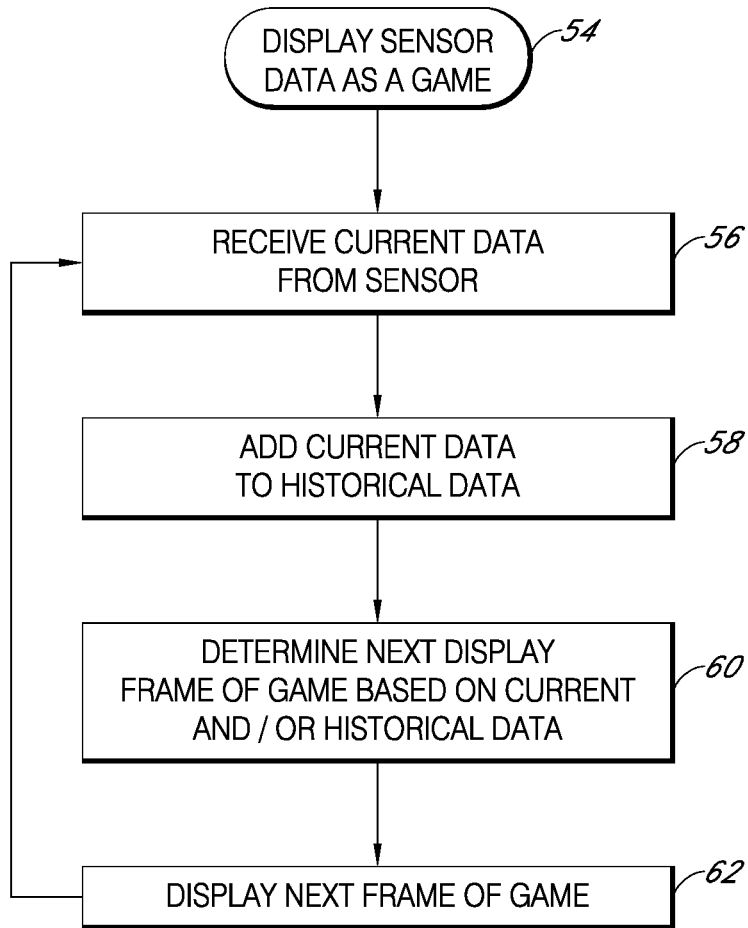 DISPLAY SENSOR
DATA AS A GAME
54
RECEIVE CURRENT DATA
FROM SENSOR
56
ADD CURRENT DATA
TO HISTORICAL DATA
58
DETERMINE NEXT DISPLAY
FRAME OF GAME BASED ON CURRENT
AND / OR HISTORICAL DATA
60
DISPLAY NEXT FRAME OF GAME
62